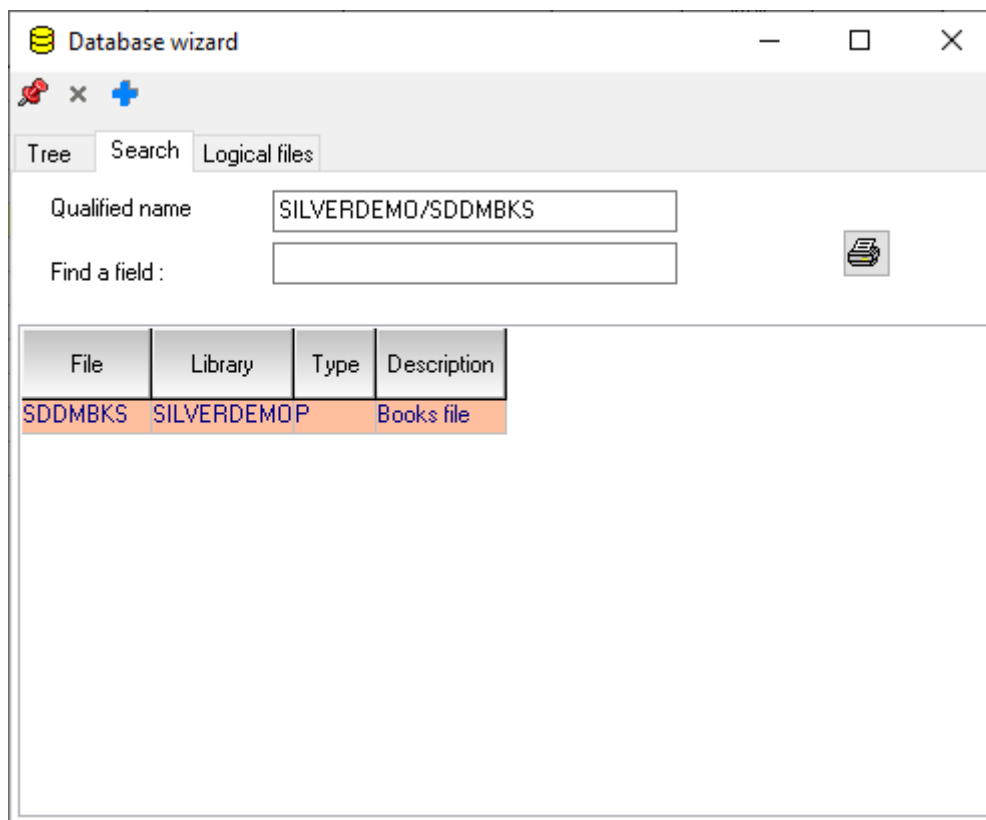 Database wizard
Tree Search Logical files
Qualified name SILVERDEMO/SDDMBKS
Find a field :
File Library Type Description
SDDMBKS SILVERDEMO P Books file